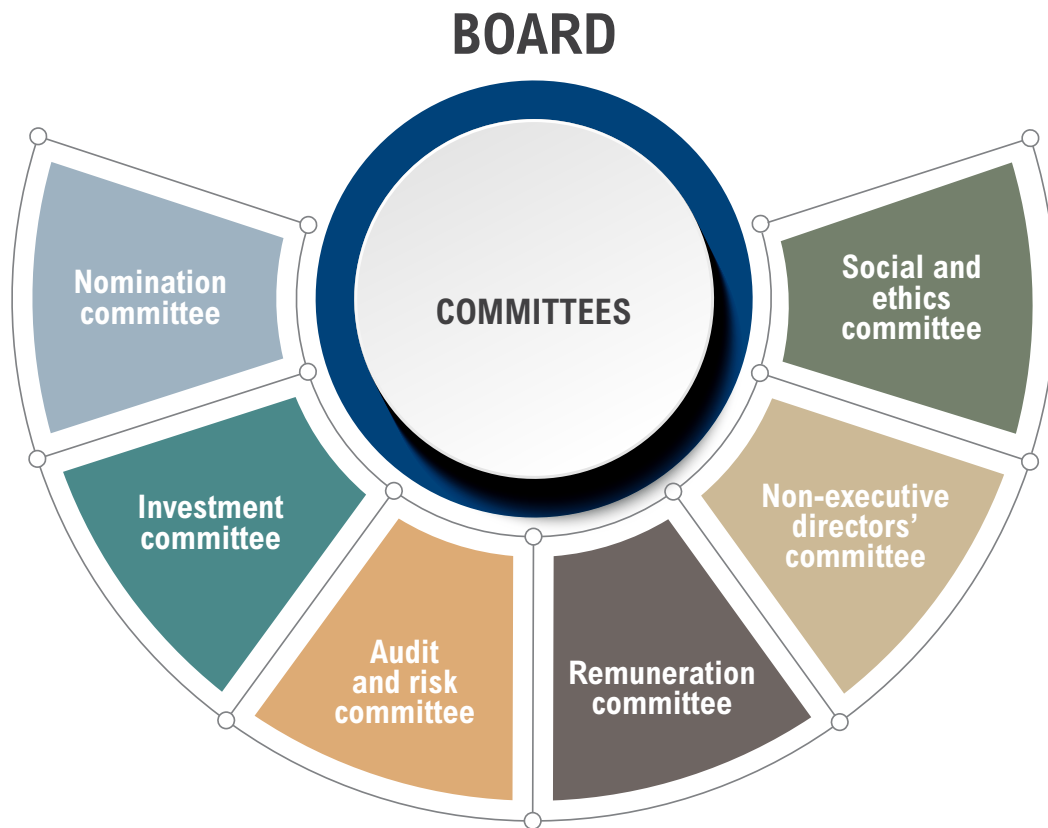 BOARD
COMMITTEES
Nomination
committee
Investment
committee
Audit
and risk
committee
Remuneration
committee
Non-executive
directors’
committee
Social and
ethics
committee